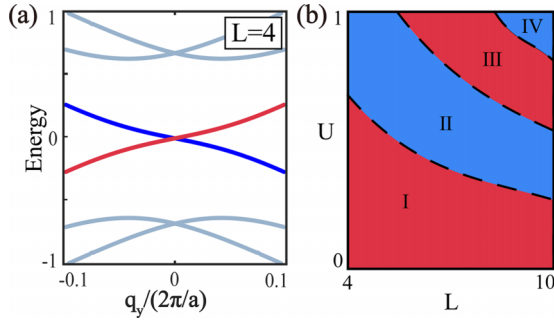 (a)
1
L=4
Energy
0
-1
-0.1
0
0.1
q_y/(2π/a)
(b)
1
IV
III
U
II
I
0
4
10
L